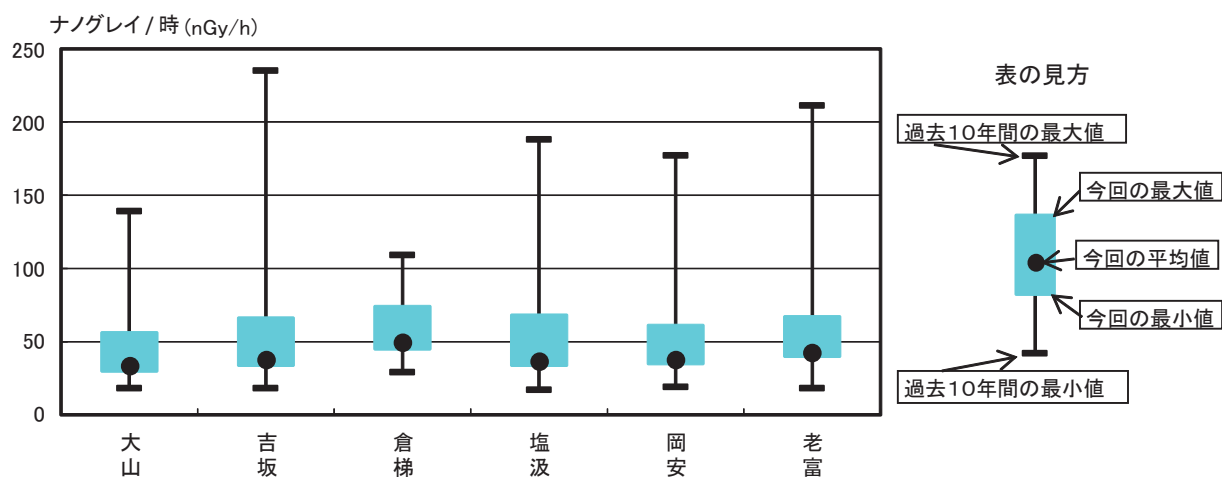 ナノグレイ/時(nGy/h)
250
200
150
100
50
0
大山
吉坂
倉梯
塩汲
岡安
老富
表の見方
過去10年間の最大値
今回の最大値
今回の平均値
今回の最小値
過去10年間の最小値